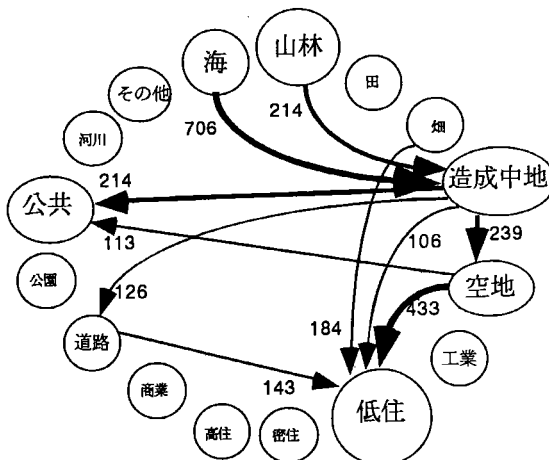 山林
海
田
その他
214
畑
706
河川
造成中地
214
公共
113
106
239
公園
126
空地
433
184
道路
工業
143
商業
低住
高住
密住